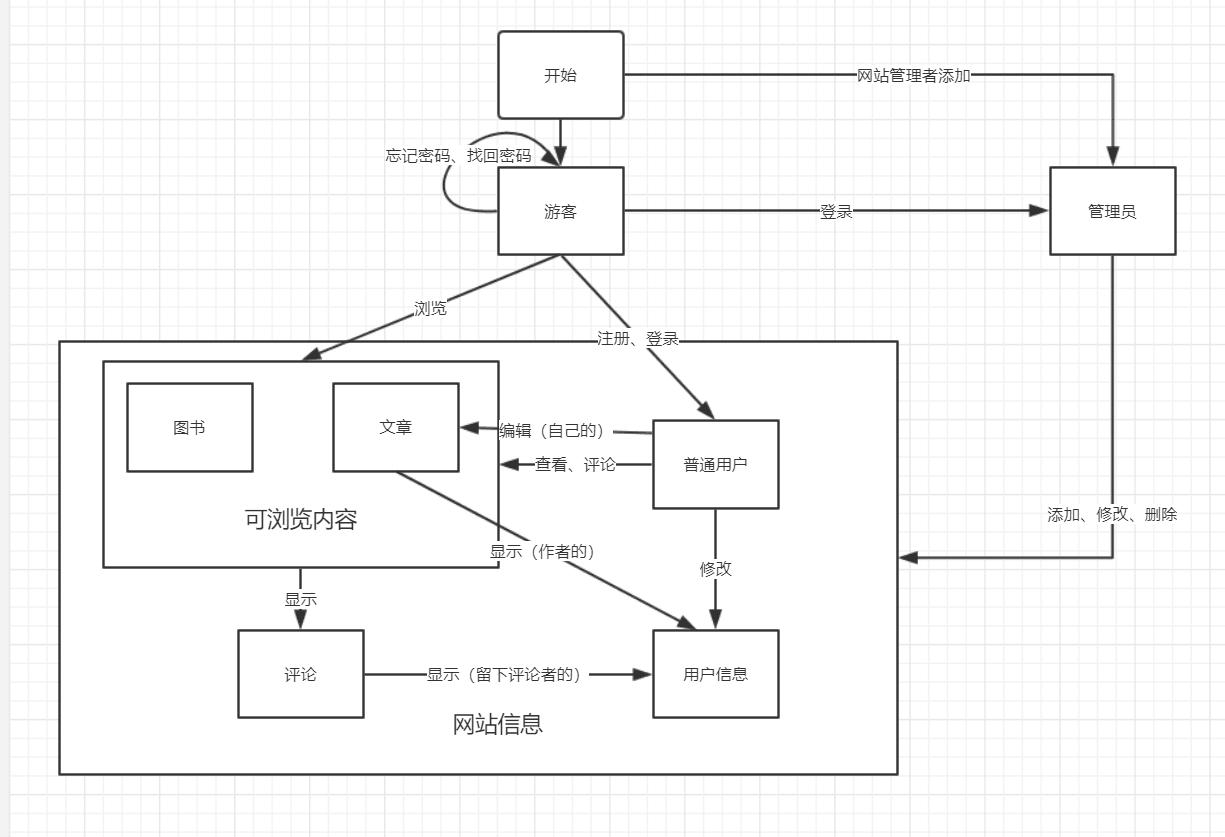 开始
网站管理者添加
忘记密码、找回密码
游客
登录
管理员
浏览
注册、登录
图书
文章
编辑（自己的）
查看、评论
普通用户
可浏览内容
添加、修改、删除
显示（作者的）
修改
显示
评论
显示（留下评论者的）
用户信息
网站信息